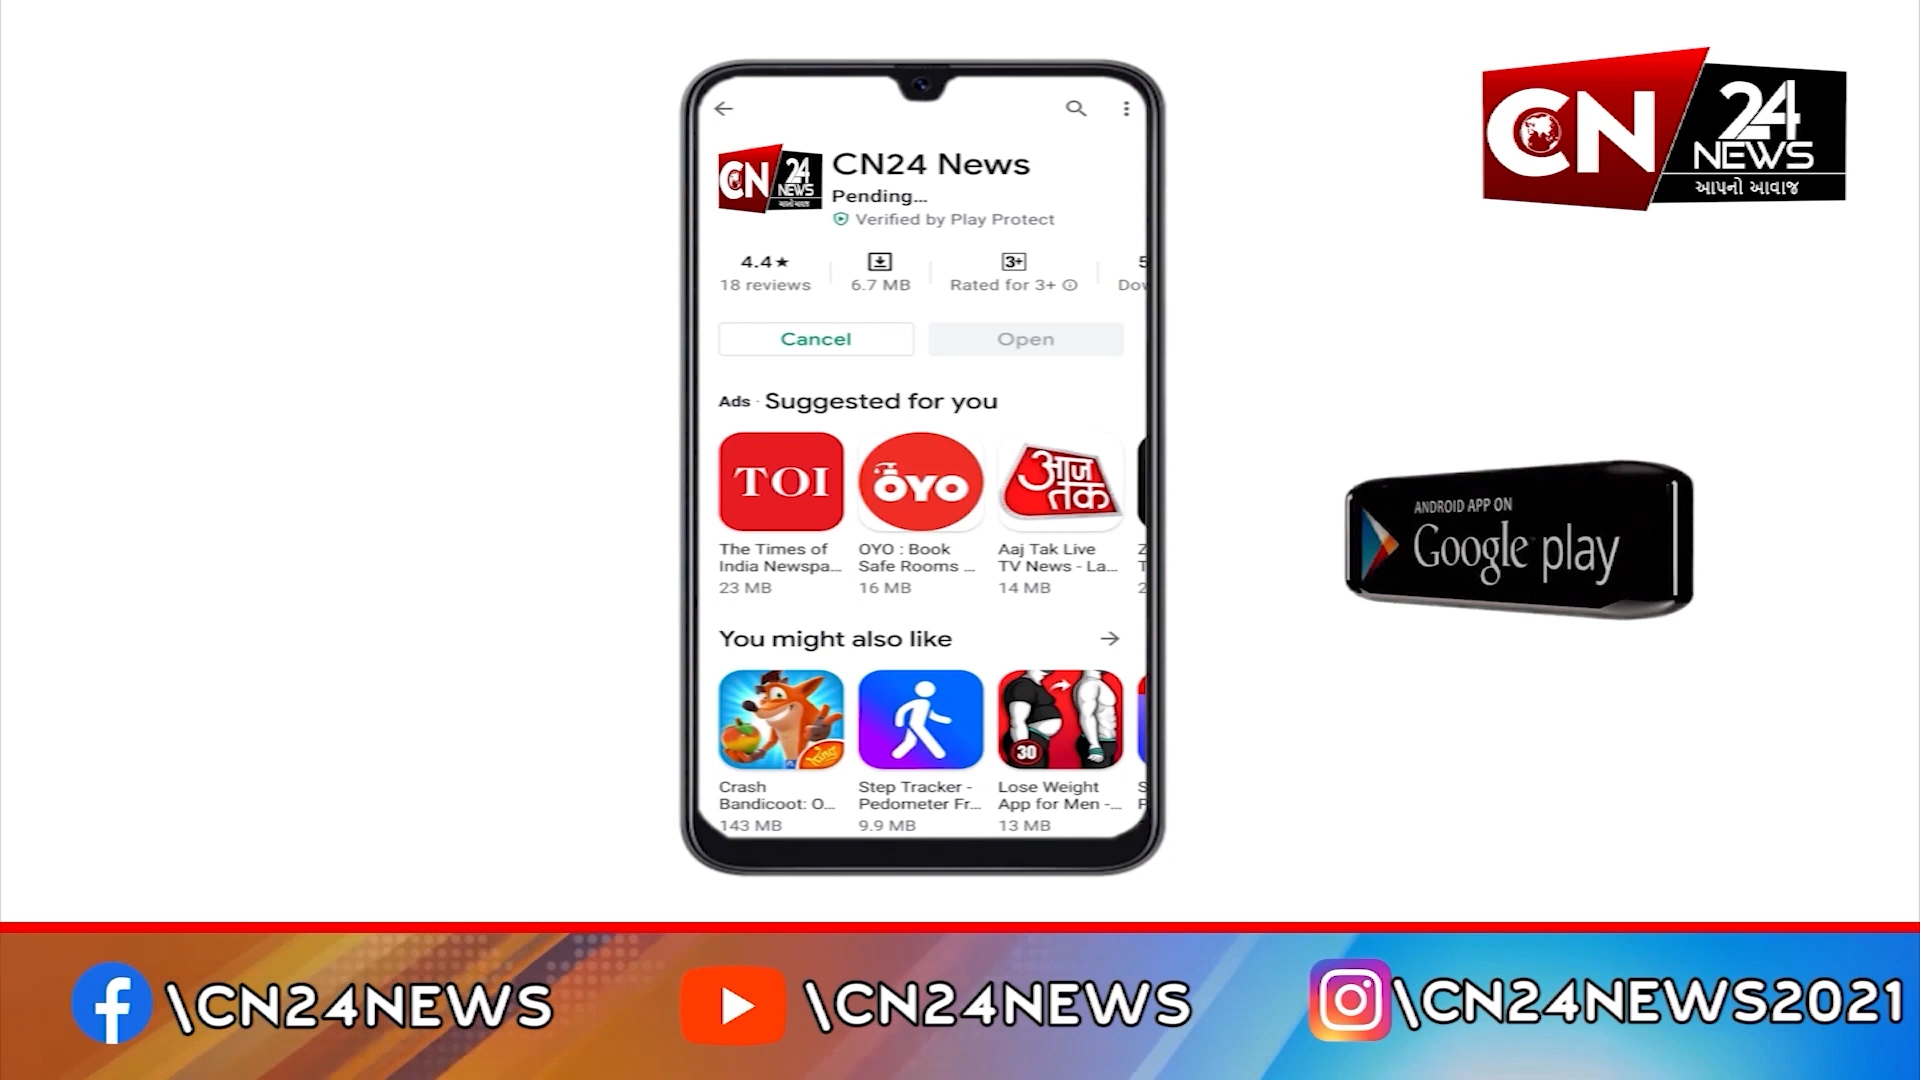 CN 24
NEWS
આપનો આવાજ
CN 24
NEWS
CN24 News
Pending...
Verified by Play Protect
4.4★
18 reviews
6.7 MB
3+
Rated for 3+
Cancel
Open
Ads · Suggested for you
TOI
OYO
आज
तक
The Times of
India Newspa...
23 MB
OYO : Book
Safe Rooms ...
16 MB
Aaj Tak Live
TV News - La...
14 MB
You might also like
King
30
Crash
Bandicoot: O...
143 MB
Step Tracker -
Pedometer Fr...
9.9 MB
Lose Weight
App for Men -...
13 MB
ANDROID APP ON
Google play
\CN24NEWS
\CN24NEWS
\CN24NEWS2021